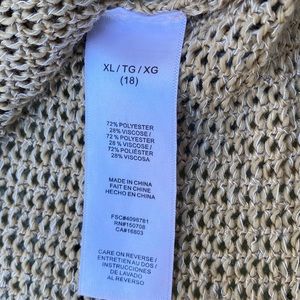 XL/TG/XG
(18)
72% POLYESTER
28% VISCOSE /
72 % POLYESTER
28 % VISCOSE /
72% POLIÉSTER
28% VISCOSA
MADE IN CHINA
FAIT EN CHINE
HECHO EN CHINA
FSC#4098781
RN#150708
CA#16803
CARE ON REVERSE /
ENTRETIEN AU DOS /
INSTRUCCIONES
DE LAVADO
AL REVERSO